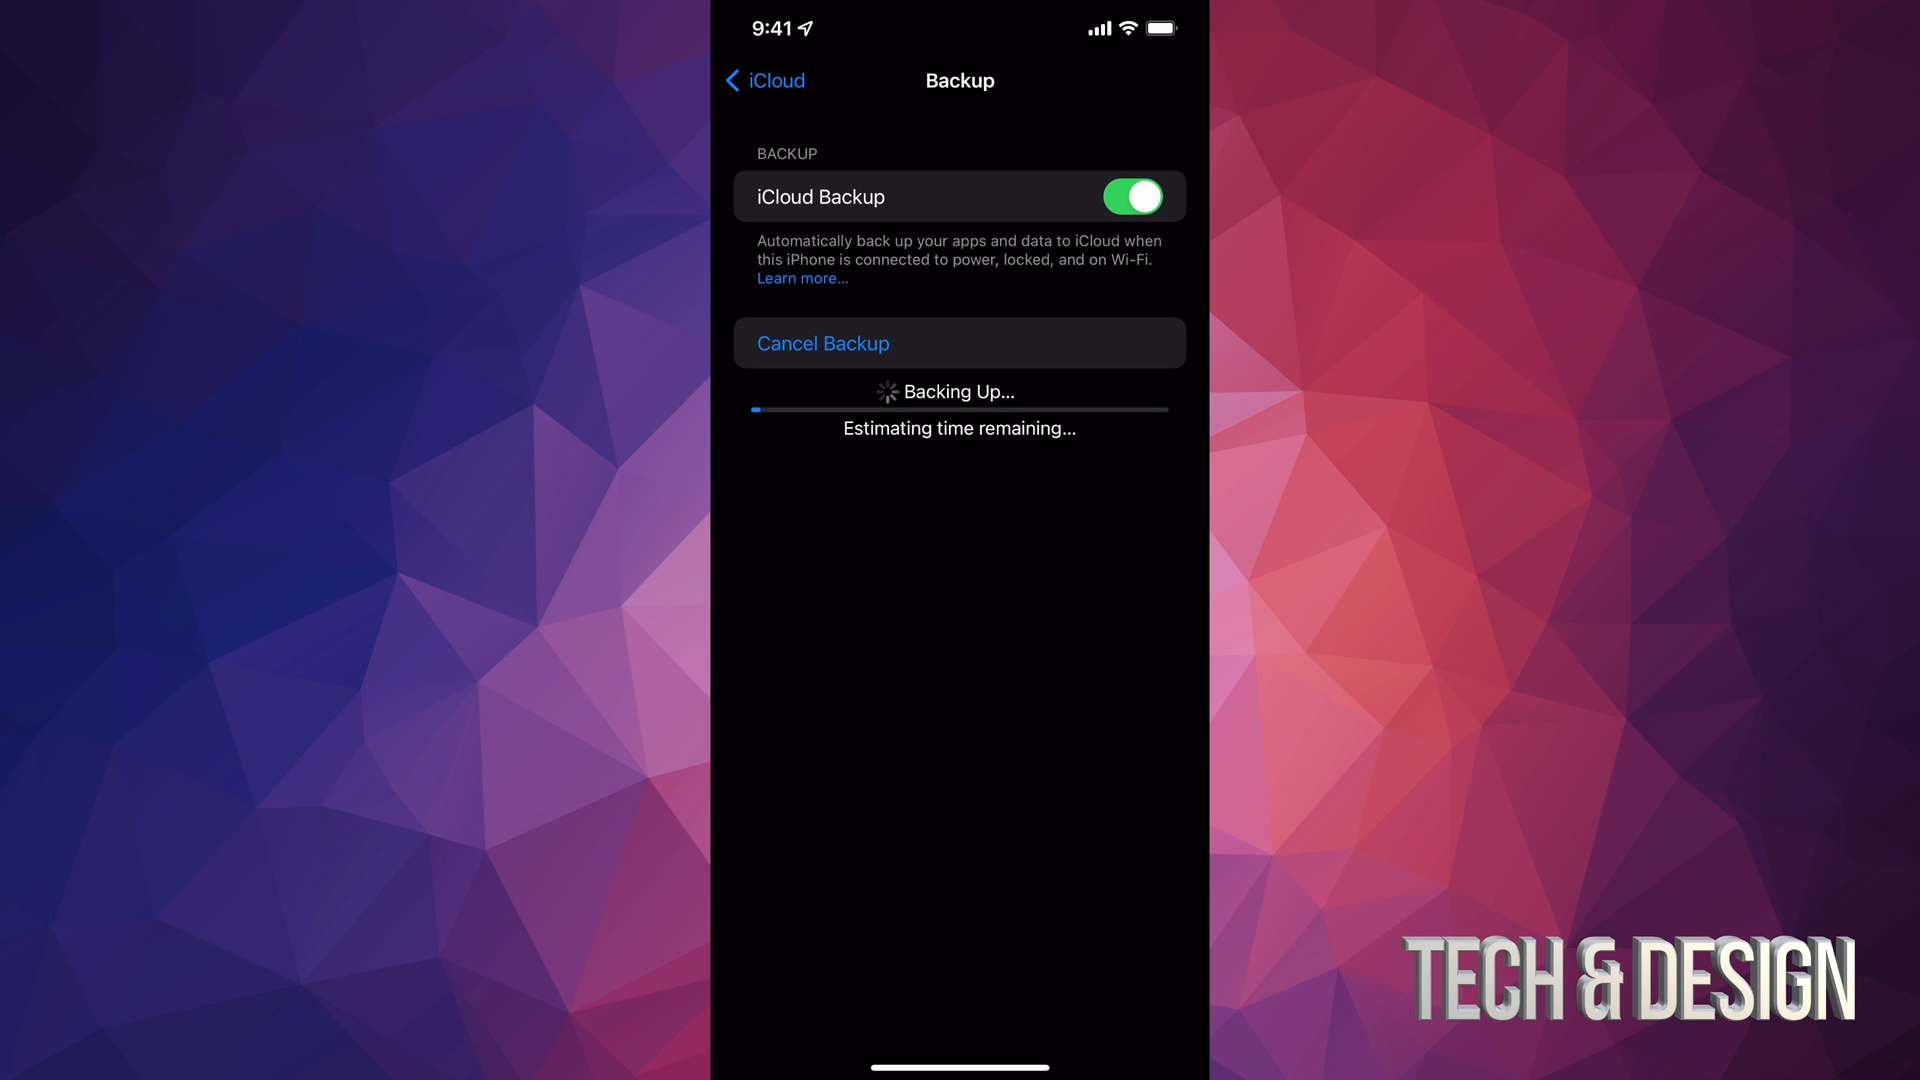 9:41
iCloud
Backup
BACKUP
iCloud Backup
Automatically back up your apps and data to iCloud when
this iPhone is connected to power, locked, and on Wi-Fi.
Learn more...
Cancel Backup
Backing Up...
Estimating time remaining...
TECH & DESIGN